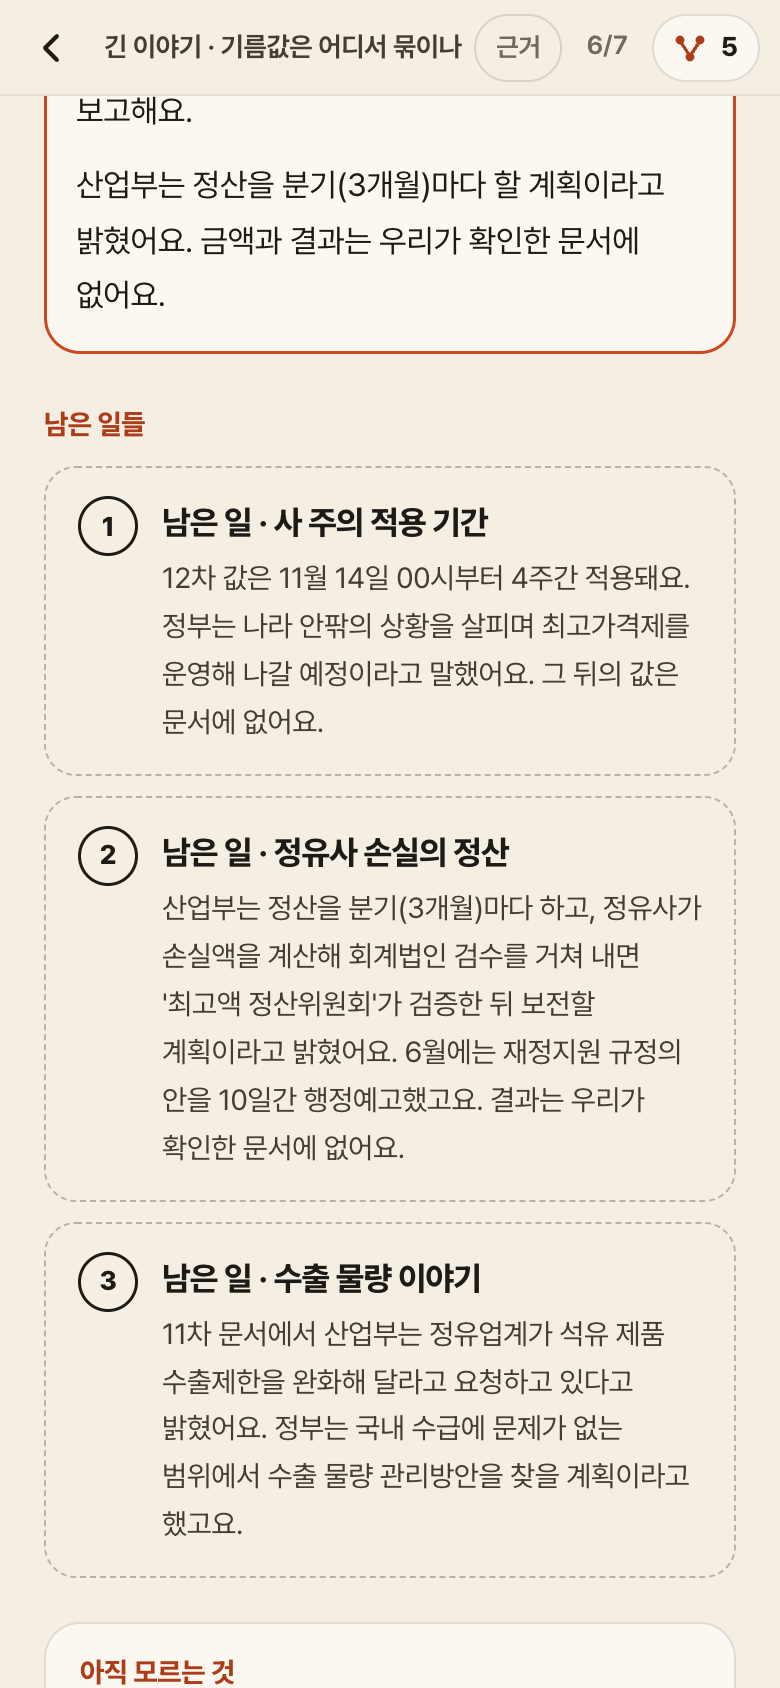 긴 이야기 · 기름값은 어디서 묶이나 근거 6/7 5
보고해요.
산업부는 정산을 분기(3개월)마다 할 계획이라고
밝혔어요. 금액과 결과는 우리가 확인한 문서에
없어요.
남은 일들
1 남은 일 · 사 주의 적용 기간
12차 값은 11월 14일 00시부터 4주간 적용돼요.
정부는 나라 안팎의 상황을 살피며 최고가격제를
운영해 나갈 예정이라고 말했어요. 그 뒤의 값은
문서에 없어요.
2 남은 일 · 정유사 손실의 정산
산업부는 정산을 분기(3개월)마다 하고, 정유사가
손실액을 계산해 회계법인 검수를 거쳐 내면
'최고액 정산위원회'가 검증한 뒤 보전할
계획이라고 밝혔어요. 6월에는 재정지원 규정의
안을 10일간 행정예고했고요. 결과는 우리가
확인한 문서에 없어요.
3 남은 일 · 수출 물량 이야기
11차 문서에서 산업부는 정유업계가 석유 제품
수출제한을 완화해 달라고 요청하고 있다고
밝혔어요. 정부는 국내 수급에 문제가 없는
범위에서 수출 물량 관리방안을 찾을 계획이라고
했고요.
아직 모르는 것